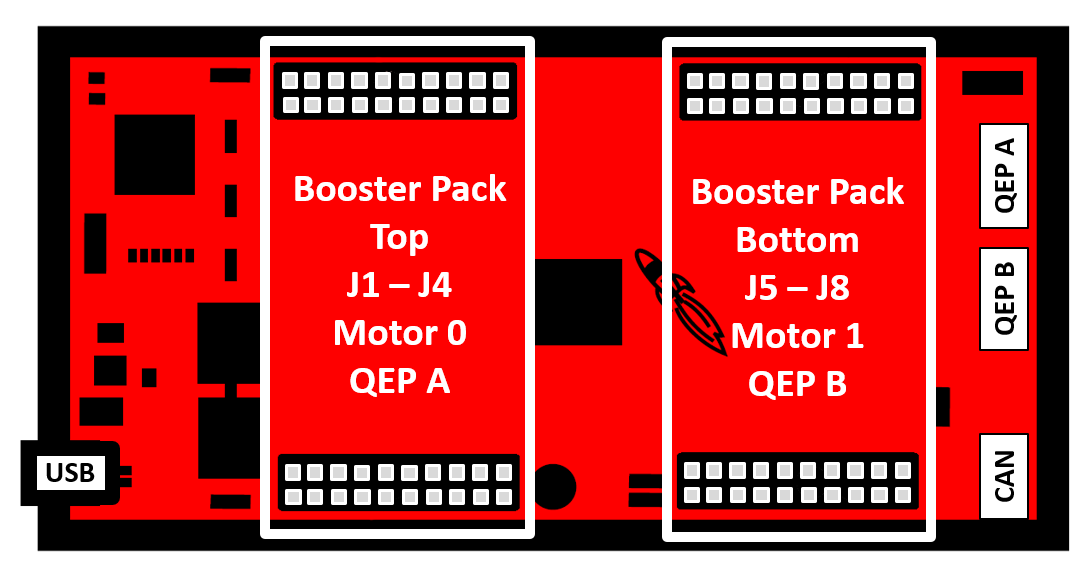 Booster Pack
Top
J1 – J4
Motor 0
QEP A
Booster Pack
Bottom
J5 – J8
Motor 1
QEP B
QEP A
QEP B
CAN
USB